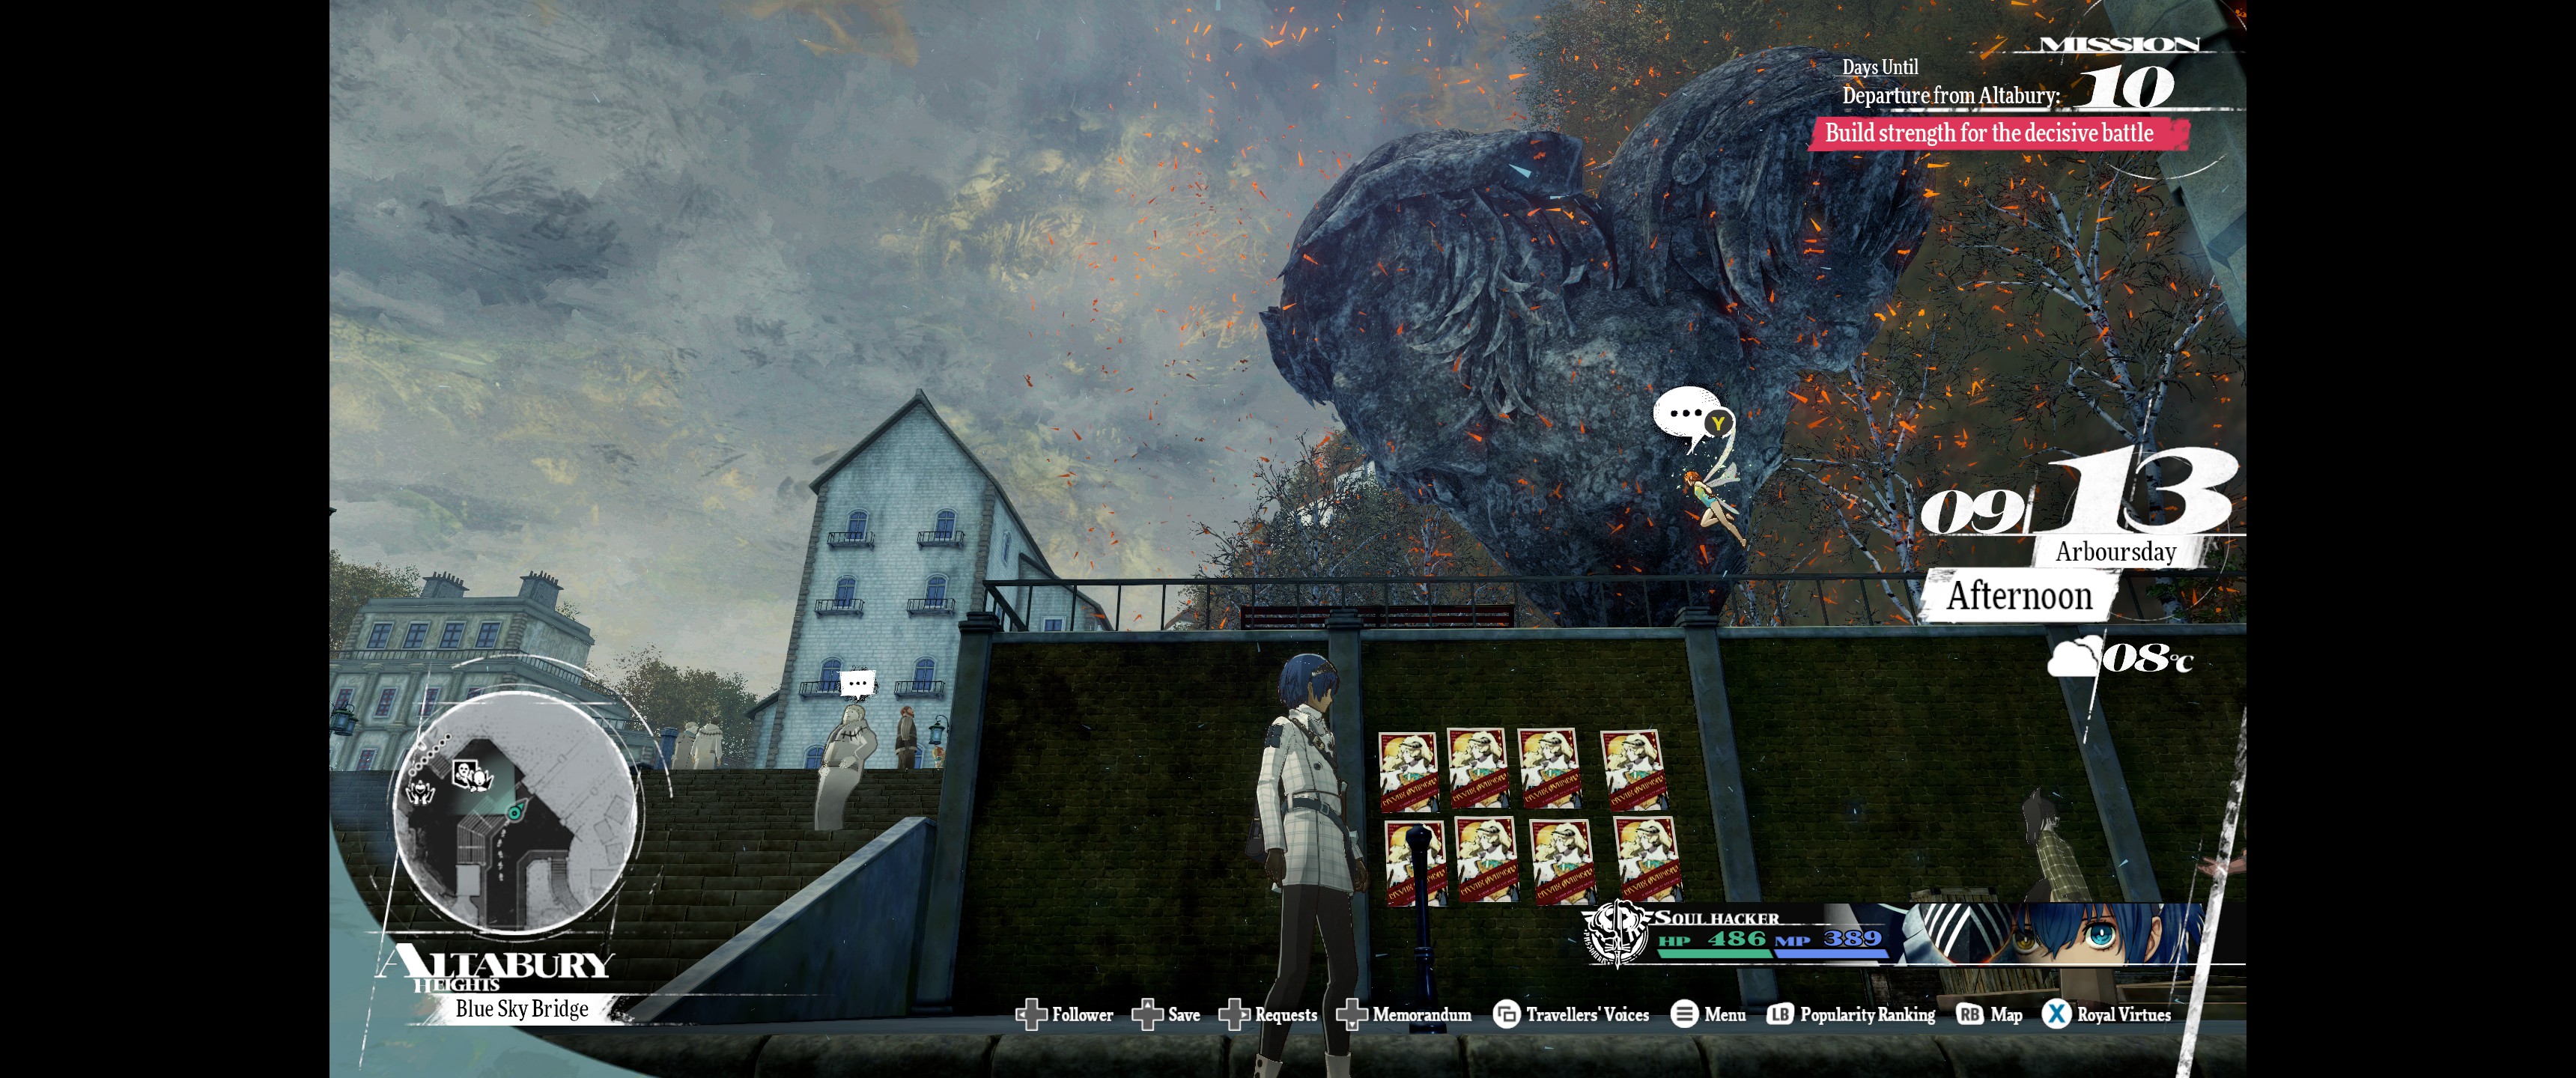 MISSION
Days Until
Departure from Altabury: 10
Build strength for the decisive battle
Y
09/13
Arboursday
Afternoon
08°C
SOUL HACKER
HP 486 MP 389
ALTABURY
HEIGHTS
Blue Sky Bridge
Follower Save Requests Memorandum Travellers' Voices Menu LB Popularity Ranking RB Map X Royal Virtues